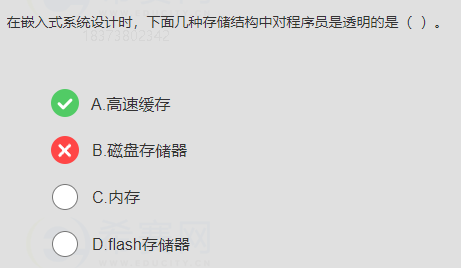 在嵌入式系统设计时，下面几种存储结构中对程序员是透明的是（ ）。
18373802342
A.高速缓存
B.磁盘存储器
C.内存
D.flash存储器